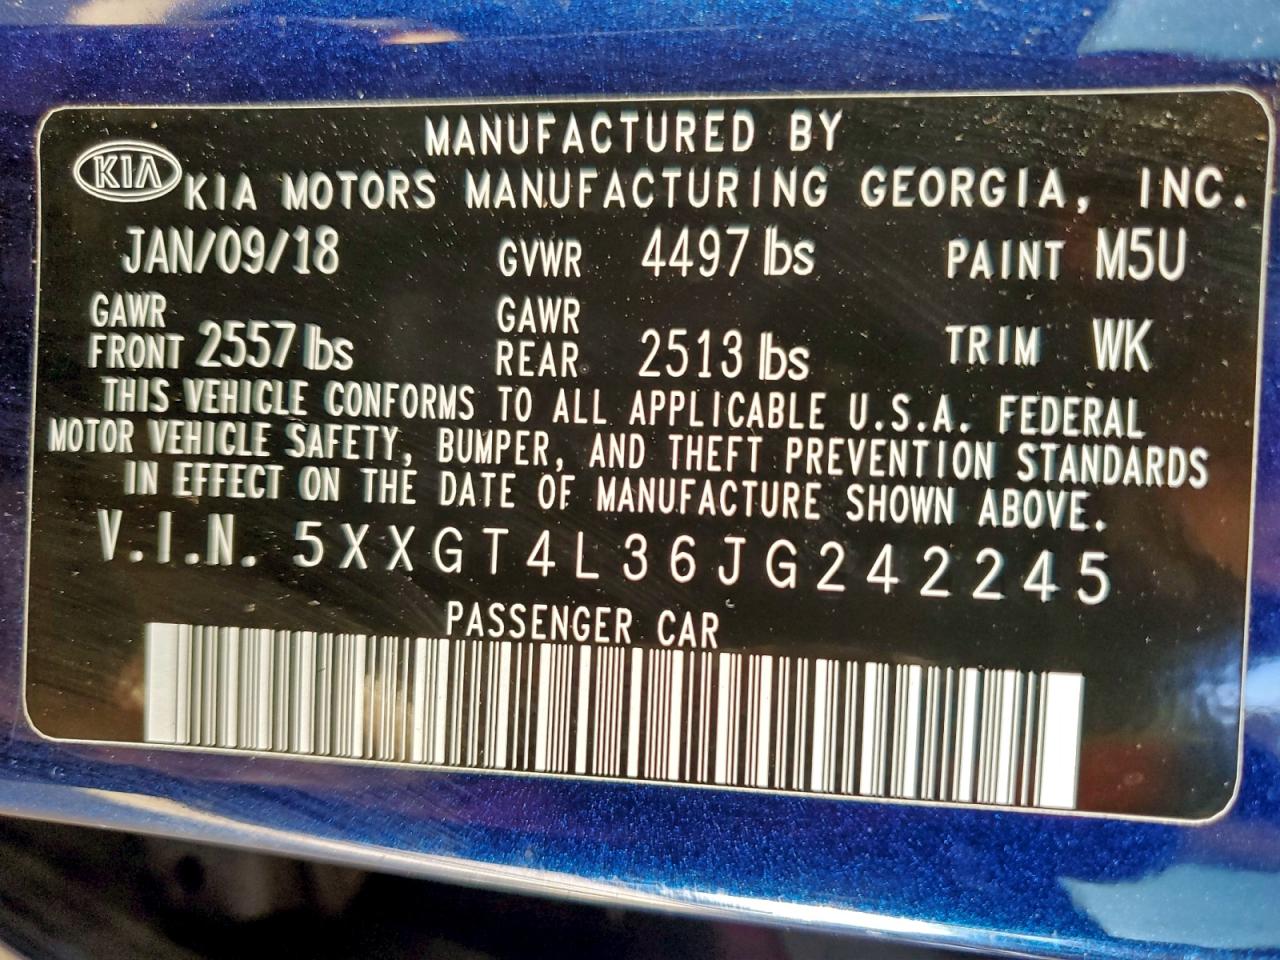 MANUFACTURED BY
KIA KIA MOTORS MANUFACTURING GEORGIA, INC.
JAN/09/18 GVWR 4497 lbs PAINT M5U
GAWR GAWR
FRONT 2557 lbs REAR 2513 lbs TRIM WK
THIS VEHICLE CONFORMS TO ALL APPLICABLE U.S.A. FEDERAL
MOTOR VEHICLE SAFETY, BUMPER, AND THEFT PREVENTION STANDARDS
IN EFFECT ON THE DATE OF MANUFACTURE SHOWN ABOVE.
V.I.N. 5XXGT4L36JG242245
PASSENGER CAR